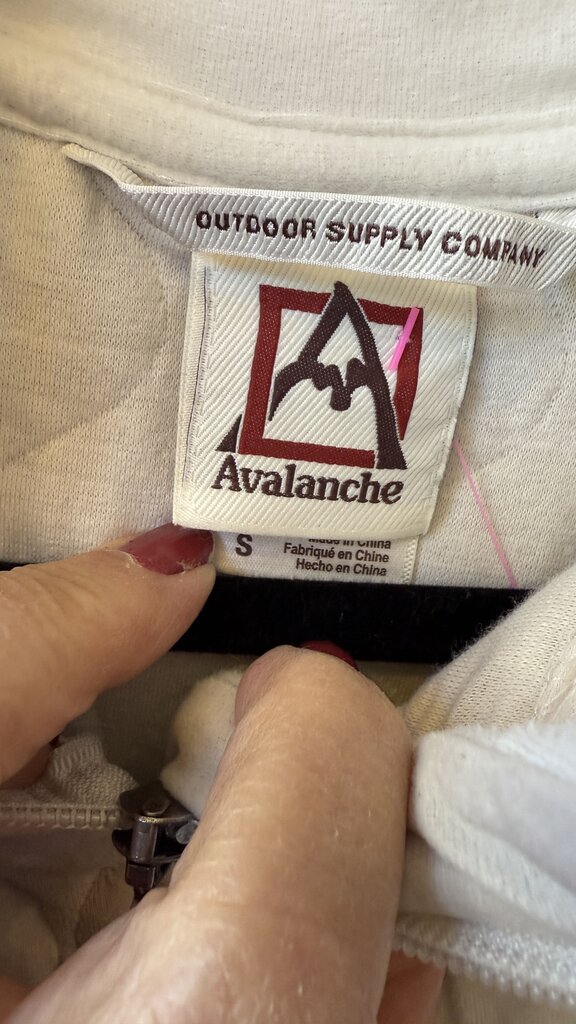 OUTDOOR SUPPLY COMPANY
Avalanche
S
Made in China
Fabriqué en Chine
Hecho en China